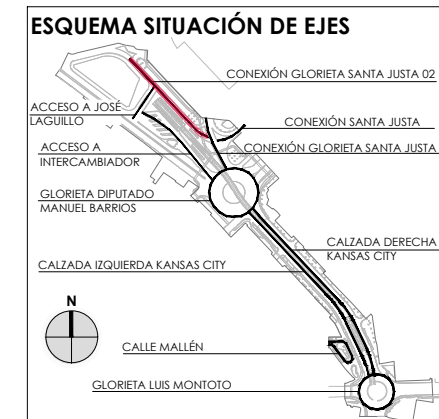 ESQUEMA SITUACIÓN DE EJES
CONEXIÓN GLORIETA SANTA JUSTA 02
ACCESO A JOSÉ
LAGUILLO
CONEXIÓN SANTA JUSTA
ACCESO A
INTERCAMBIADOR
CONEXIÓN GLORIETA SANTA JUSTA
GLORIETA DIPUTADO
MANUEL BARRIOS
CALZADA DERECHA
KANSAS CITY
CALZADA IZQUIERDA KANSAS CITY
N
CALLE MALLÉN
GLORIETA LUIS MONTOTO